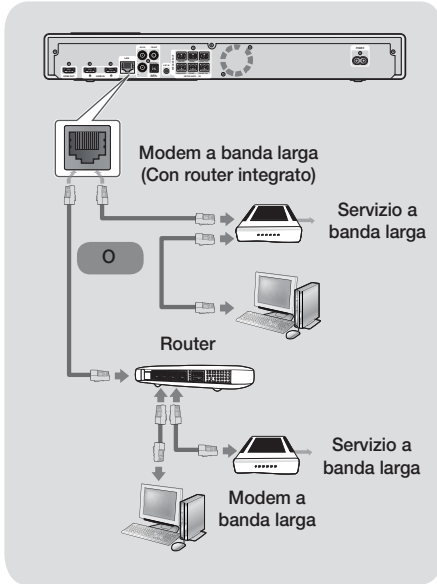 Modem a banda larga
(Con router integrato)
Servizio a
banda larga
O
Router
Servizio a
banda larga
Modem a
banda larga